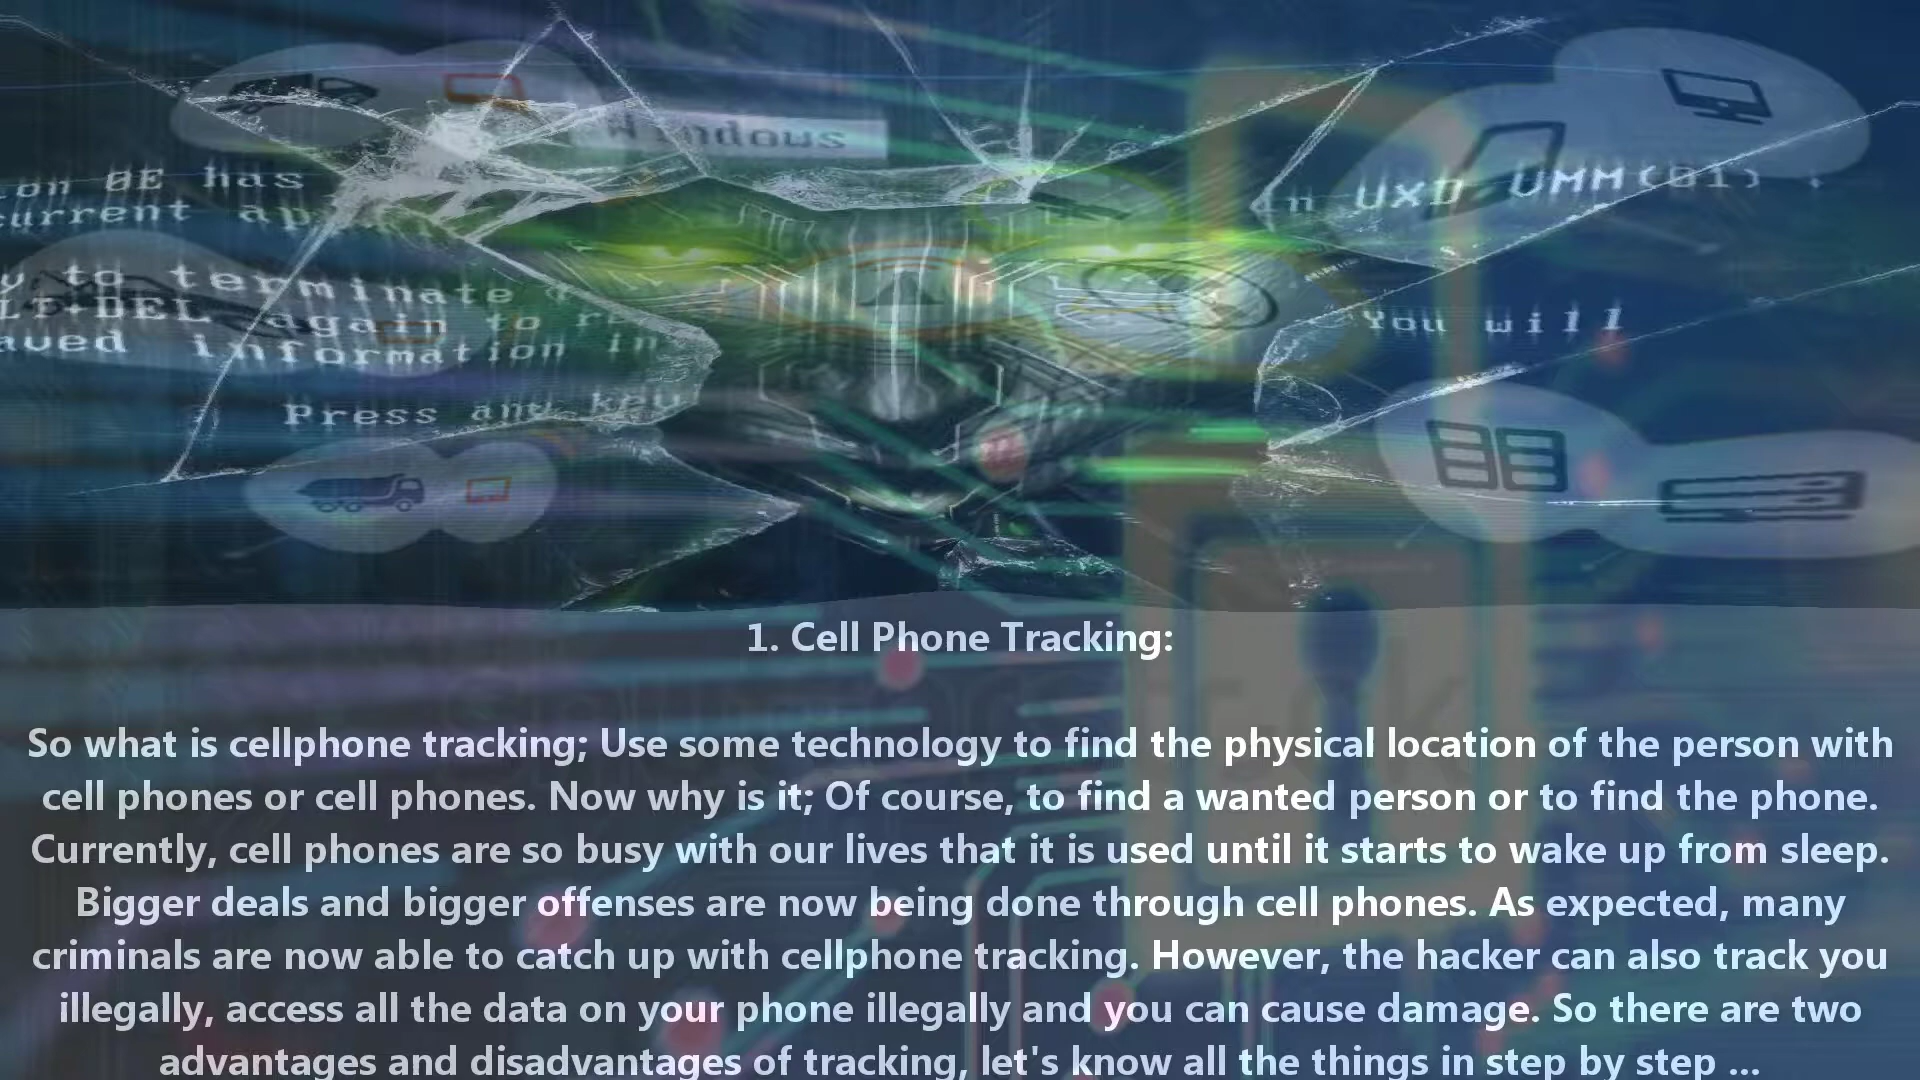 Windows
on 0E has
current ap
in UXD UMM(01) :
y to terminate
LT+DEL again to r
aved information in
You will
Press any key
1. Cell Phone Tracking:
So what is cellphone tracking; Use some technology to find the physical location of the person with
cell phones or cell phones. Now why is it; Of course, to find a wanted person or to find the phone.
Currently, cell phones are so busy with our lives that it is used until it starts to wake up from sleep.
Bigger deals and bigger offenses are now being done through cell phones. As expected, many
criminals are now able to catch up with cellphone tracking. However, the hacker can also track you
illegally, access all the data on your phone illegally and you can cause damage. So there are two
advantages and disadvantages of tracking, let's know all the things in step by step ...